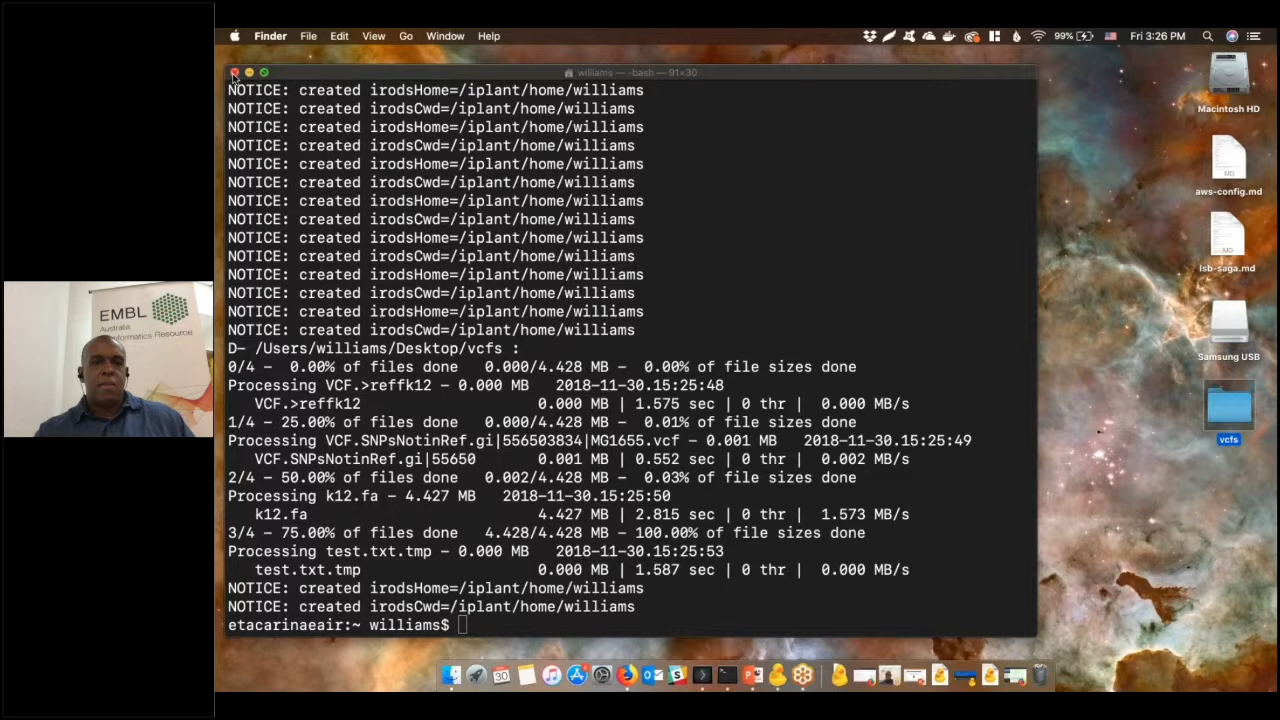 Finder File Edit View Go Window Help 99% Fri 3:26 PM
williams — -bash — 91×30
NOTICE: created irodsHome=/iplant/home/williams
NOTICE: created irodsCwd=/iplant/home/williams
NOTICE: created irodsHome=/iplant/home/williams
NOTICE: created irodsCwd=/iplant/home/williams
NOTICE: created irodsHome=/iplant/home/williams
NOTICE: created irodsCwd=/iplant/home/williams
NOTICE: created irodsHome=/iplant/home/williams
NOTICE: created irodsCwd=/iplant/home/williams
NOTICE: created irodsHome=/iplant/home/williams
NOTICE: created irodsCwd=/iplant/home/williams
NOTICE: created irodsHome=/iplant/home/williams
NOTICE: created irodsCwd=/iplant/home/williams
NOTICE: created irodsHome=/iplant/home/williams
NOTICE: created irodsCwd=/iplant/home/williams
D- /Users/williams/Desktop/vcfs :
0/4 - 0.00% of files done 0.000/4.428 MB - 0.00% of file sizes done
Processing VCF.>reffk12 - 0.000 MB 2018-11-30.15:25:48
VCF.>reffk12 0.000 MB | 1.575 sec | 0 thr | 0.000 MB/s
1/4 - 25.00% of files done 0.000/4.428 MB - 0.01% of file sizes done
Processing VCF.SNPsNotinRef.gi|556503834|MG1655.vcf - 0.001 MB 2018-11-30.15:25:49
VCF.SNPsNotinRef.gi|55650 0.001 MB | 0.552 sec | 0 thr | 0.002 MB/s
2/4 - 50.00% of files done 0.002/4.428 MB - 0.03% of file sizes done
Processing k12.fa - 4.427 MB 2018-11-30.15:25:50
k12.fa 4.427 MB | 2.815 sec | 0 thr | 1.573 MB/s
3/4 - 75.00% of files done 4.428/4.428 MB - 100.00% of file sizes done
Processing test.txt.tmp - 0.000 MB 2018-11-30.15:25:53
test.txt.tmp 0.000 MB | 1.587 sec | 0 thr | 0.000 MB/s
NOTICE: created irodsHome=/iplant/home/williams
NOTICE: created irodsCwd=/iplant/home/williams
etacarinaeair:~ williams$
Macintosh HD
MD
aws-config.md
MD
lsb-saga.md
Samsung USB
vcfs
EMBL
Australia
Resource
30